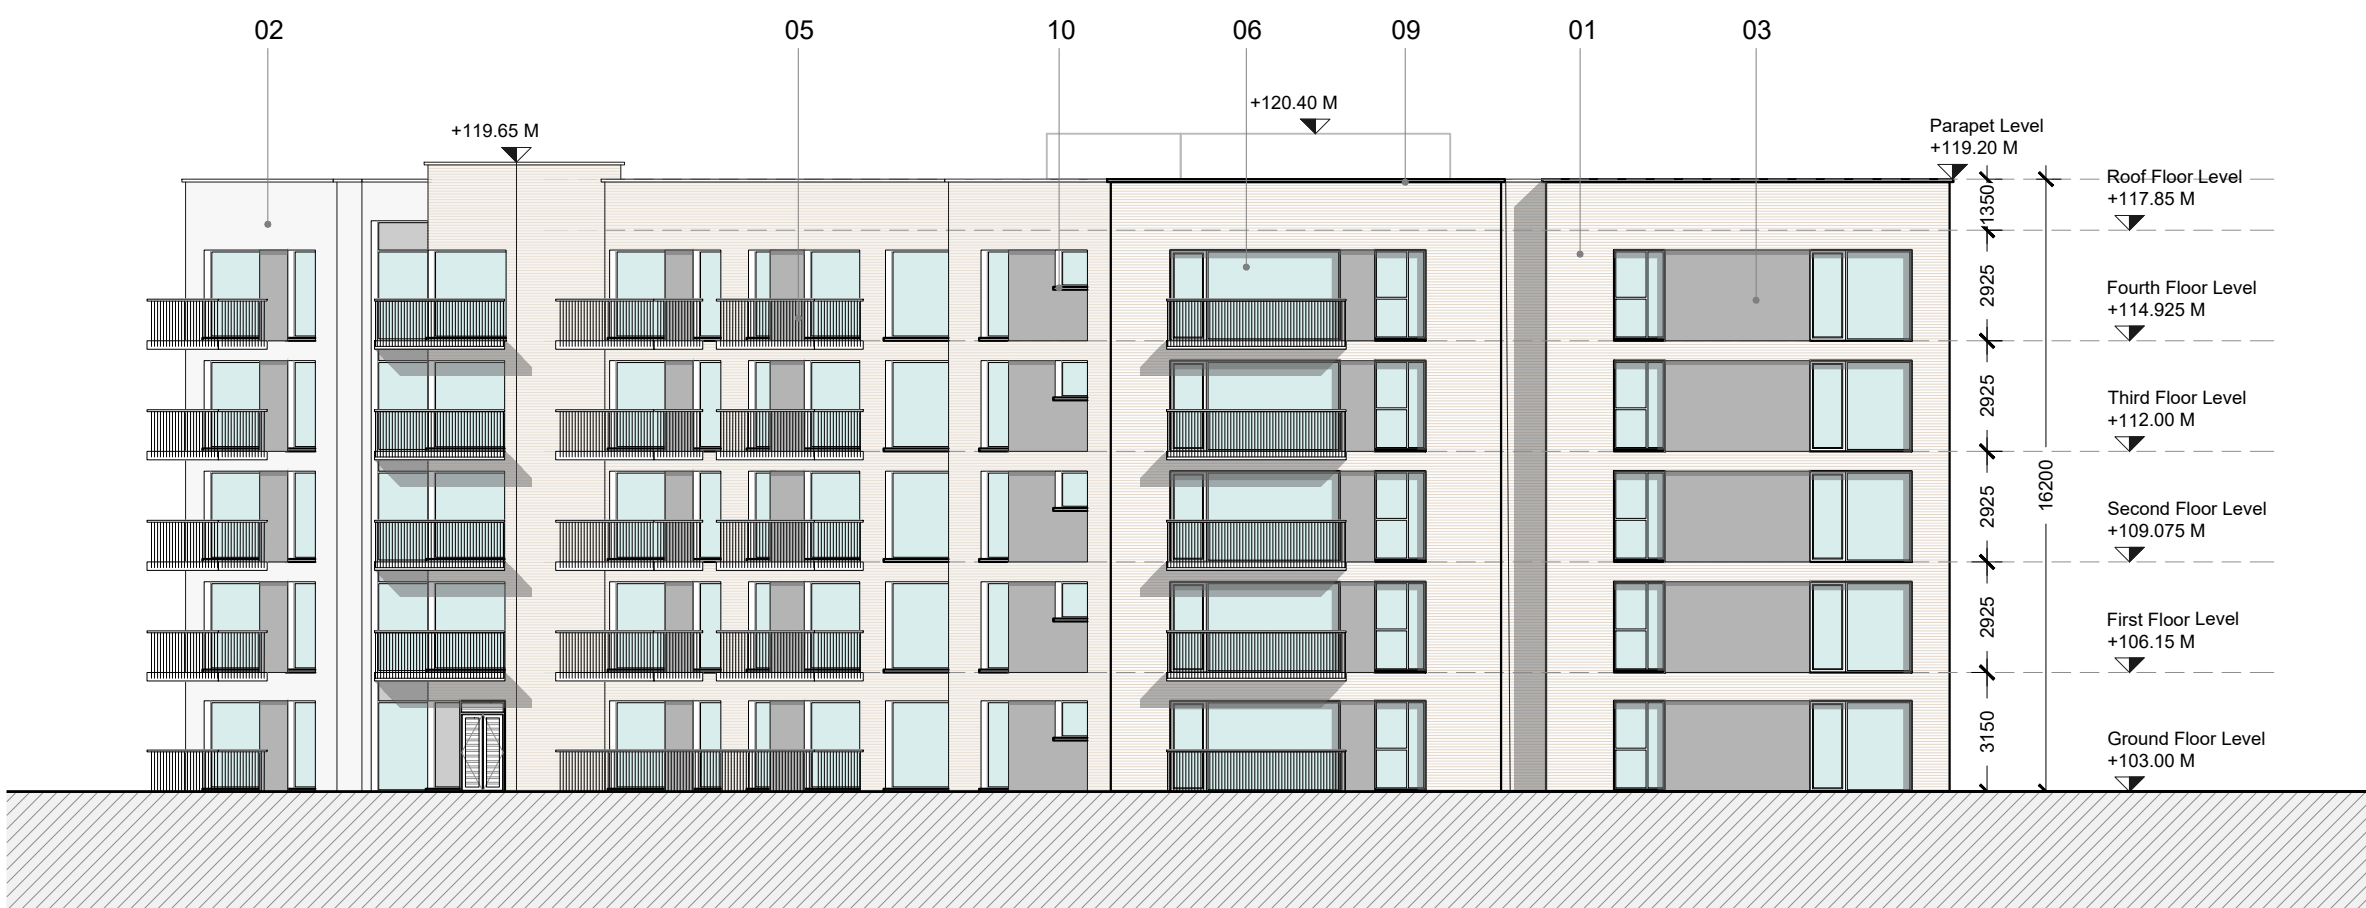 02
05
10
06
09
01
03
+120.40 M
+119.65 M
Parapet Level
+119.20 M
Roof Floor Level
+117.85 M
1350
Fourth Floor Level
+114.925 M
2925
Third Floor Level
+112.00 M
2925
16200
Second Floor Level
+109.075 M
2925
First Floor Level
+106.15 M
2925
Ground Floor Level
+103.00 M
3150